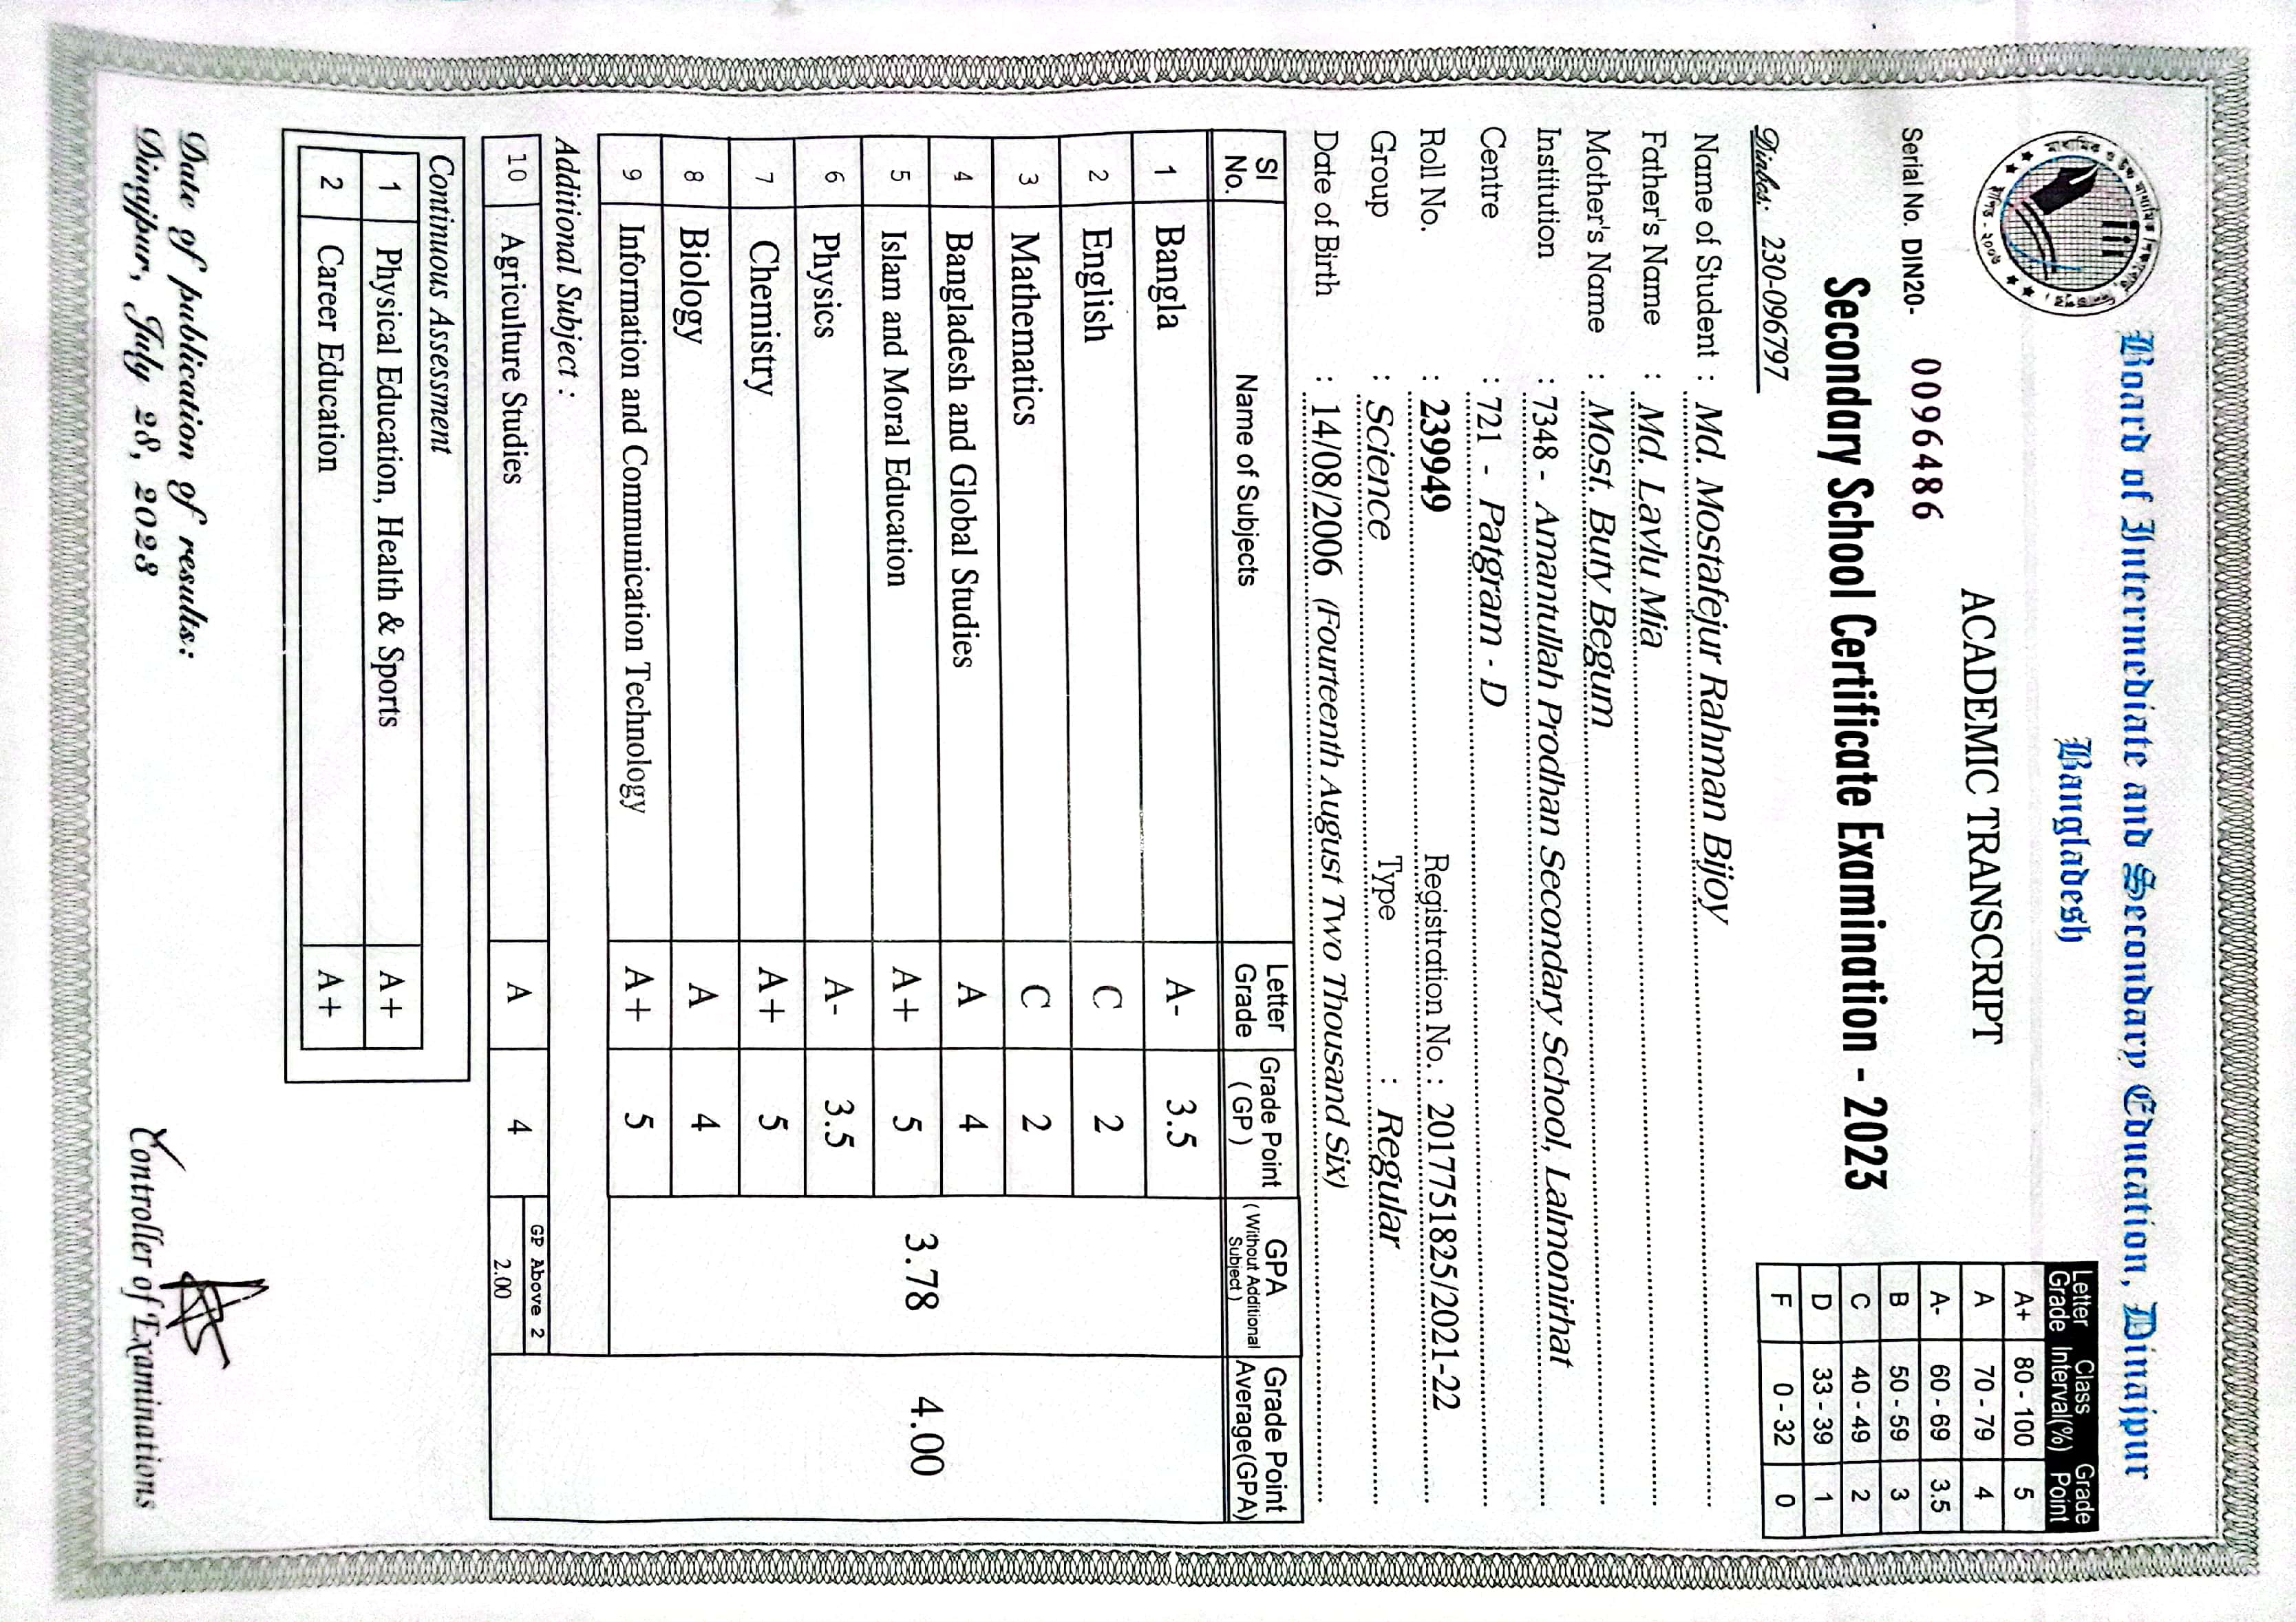 Board of Intermediate and Secondary Education, Dinajpur
Bangladesh
মাধ্যমিক ও উচ্চ মাধ্যমিক শিক্ষাবোর্ড, দিনাজপুর।
স্থাপিত - ২০০৬
ACADEMIC TRANSCRIPT
Serial No. DIN20- 0096486
Secondary School Certificate Examination - 2023
Letter Grade Class Interval(%) Grade Point
A+ 80 - 100 5
A 70 - 79 4
A- 60 - 69 3.5
B 50 - 59 3
C 40 - 49 2
D 33 - 39 1
F 0 - 32 0
Dinbcs: 230-096797
Name of Student : Md. Mostafejur Rahman Bijoy
Father's Name : Md. Lavlu Mia
Mother's Name : Most. Buty Begum
Institution : 7348 - Amantullah Prodhan Secondary School, Lalmonirhat
Centre : 721 - Patgram - D
Roll No. : 239949 Registration No. : 2017751825/2021-22
Group : Science Type : Regular
Date of Birth : 14/08/2006 (Fourteenth August Two Thousand Six)
Sl No. Name of Subjects Letter Grade Grade Point (GP) GPA (Without Additional Subject) Grade Point Average(GPA)
1 Bangla A- 3.5
2 English C 2
3 Mathematics C 2
4 Bangladesh and Global Studies A 4
5 Islam and Moral Education A+ 5 3.78 4.00
6 Physics A- 3.5
7 Chemistry A+ 5
8 Biology A 4
9 Information and Communication Technology A+ 5
Additional Subject :
10 Agriculture Studies A 4 GP Above 2 2.00
Continuous Assessment
1 Physical Education, Health & Sports A+
2 Career Education A+
Date of publication of results:
Dinajpur, July 28, 2023
Controller of Examinations